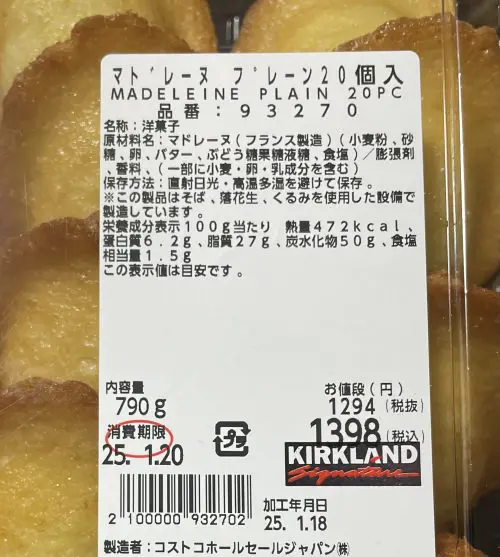 マドレーヌ プレーン20個入
MADELEINE PLAIN 20PC
品番:93270
名称:洋菓子
原材料名:マドレーヌ(フランス製造)(小麦粉、砂
糖、卵、バター、ぶどう糖果糖液糖、食塩)/膨張剤
、香料、(一部に小麦・卵・乳成分を含む)
保存方法:直射日光・高温多湿を避けて保存。
※この製品はそば、落花生、くるみを使用した設備で
製造しています。
栄養成分表示100g当たり 熱量472kcal、
蛋白質6.2g、脂質27g、炭水化物50g、食塩
相当量1.5g
この表示値は目安です。
内容量
790g
お値段(円)
1294(税抜)
1398(税込)
消費期限
25. 1.20
プラ
KIRKLAND
Signature
2 100000 932702
加工年月日
25. 1.18
製造者:コストコホールセールジャパン㈱